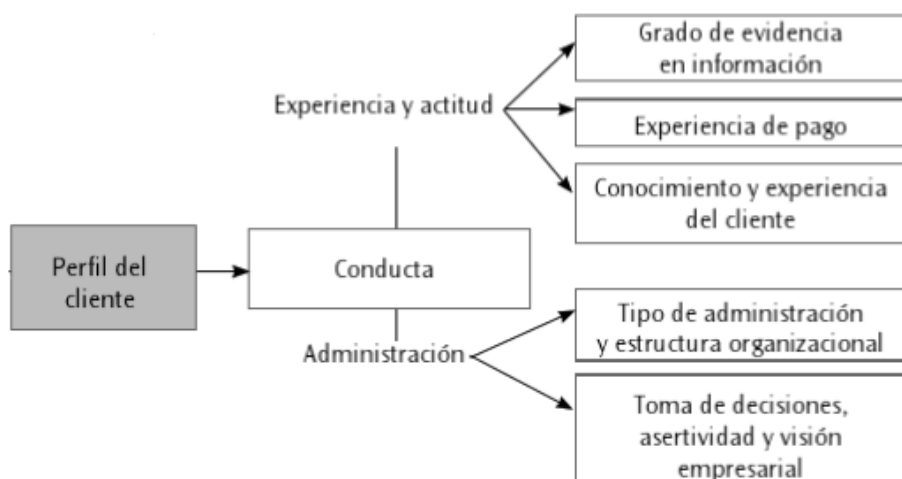 Grado de evidencia
en información
Experiencia y actitud
Experiencia de pago
Conocimiento y experiencia
del cliente
Perfil del
cliente
Conducta
Tipo de administración
y estructura organizacional
Administración
Toma de decisiones,
asertividad y visión
empresarial